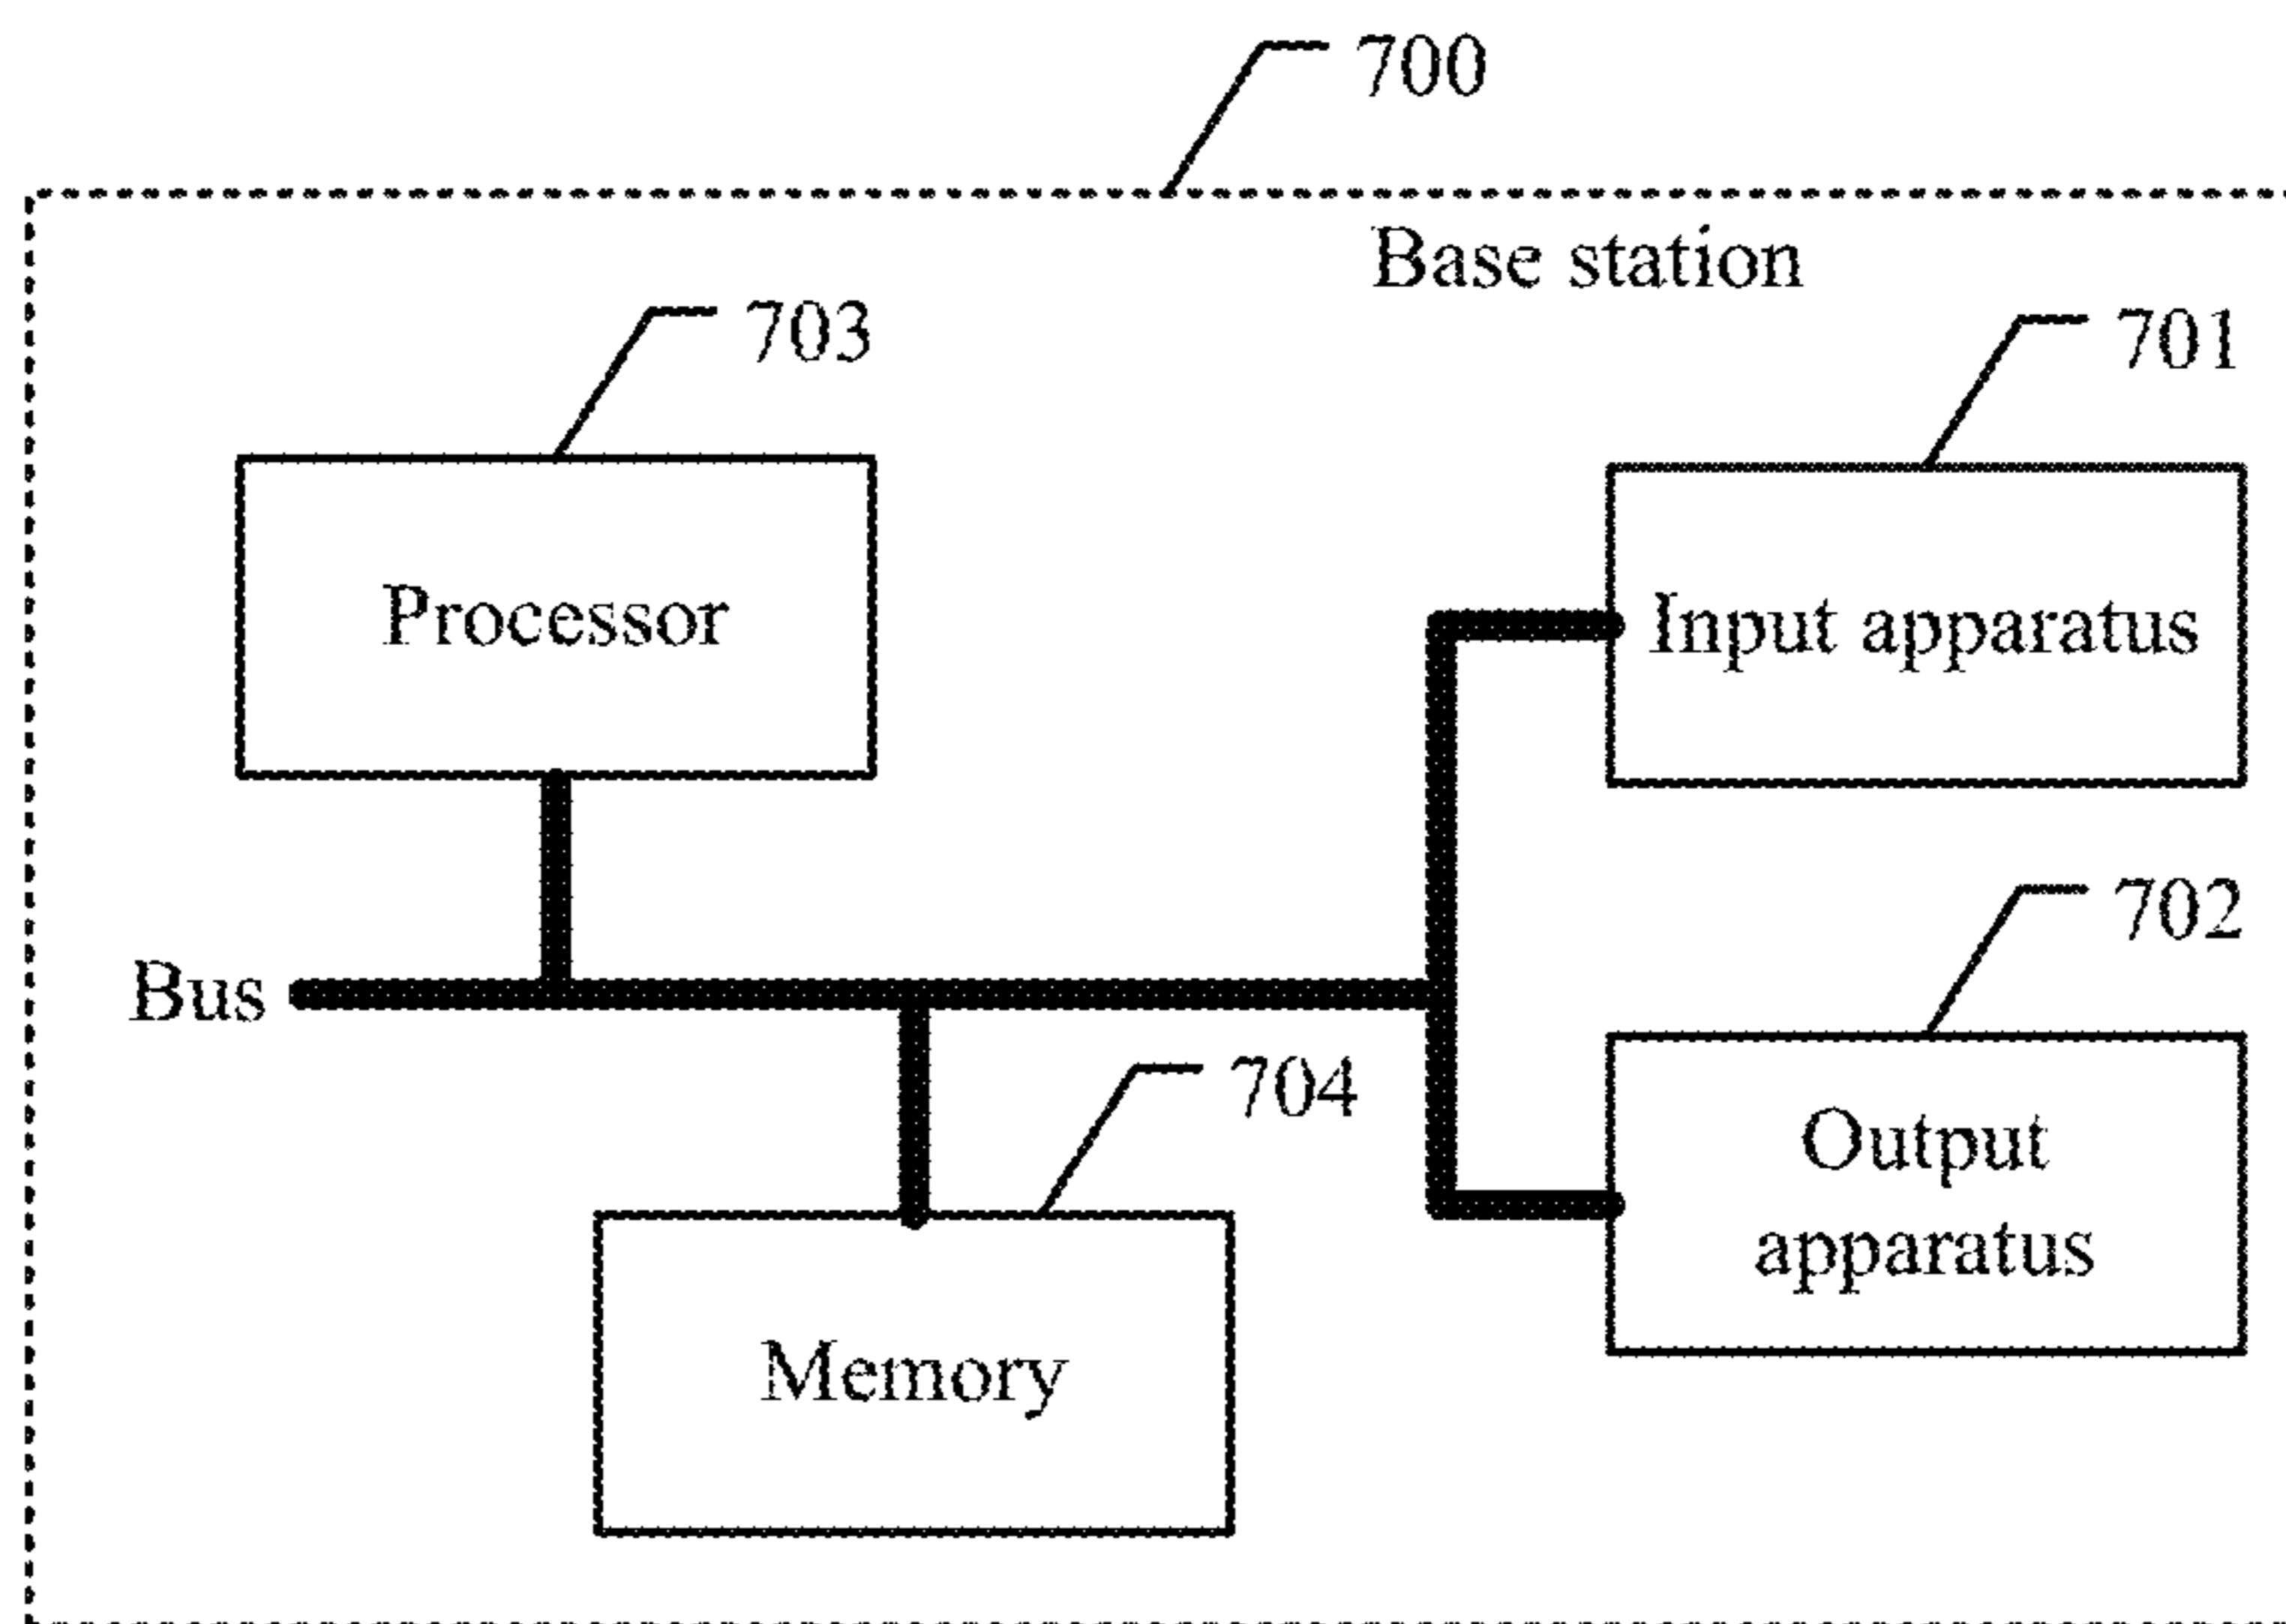 700
Base station
703
701
Processor
Input apparatus
702
Bus
704
Output
apparatus
Memory